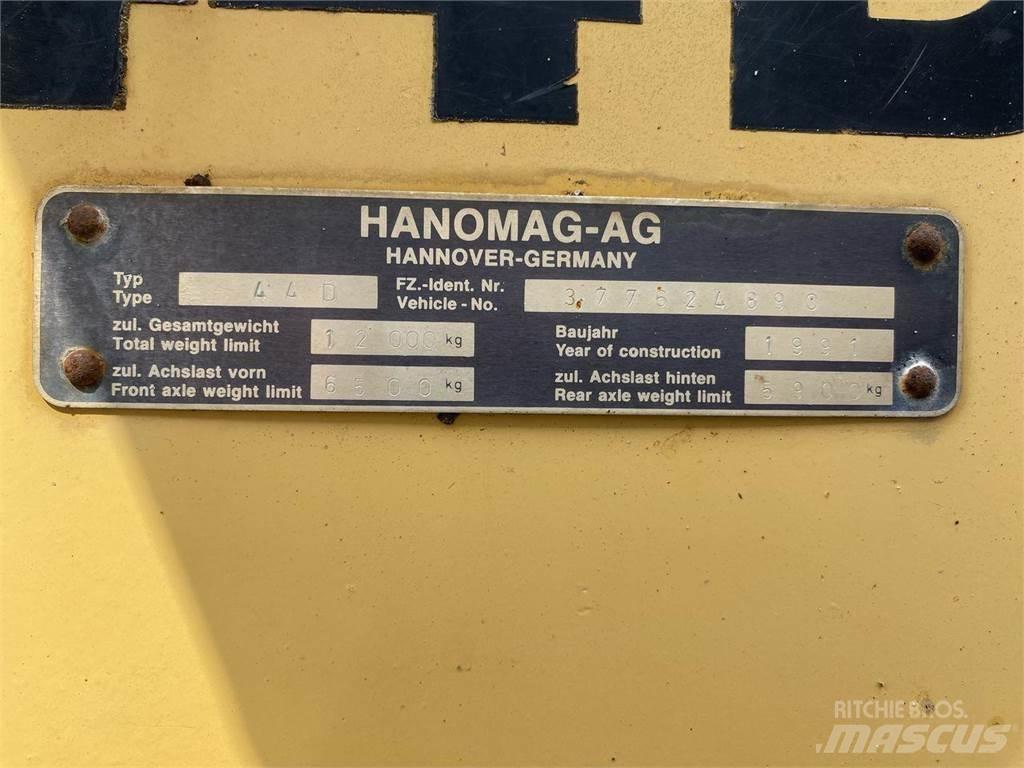 44D
HANOMAG-AG
HANNOVER-GERMANY
Typ
Type
44D
FZ.-Ident. Nr.
Vehicle - No.
zul. Gesamtgewicht
Total weight limit
12 000 kg
Baujahr
Year of construction
1991
zul. Achslast vorn
Front axle weight limit
6500 kg
zul. Achslast hinten
Rear axle weight limit
kg
RITCHIE BROS.
MASCUS